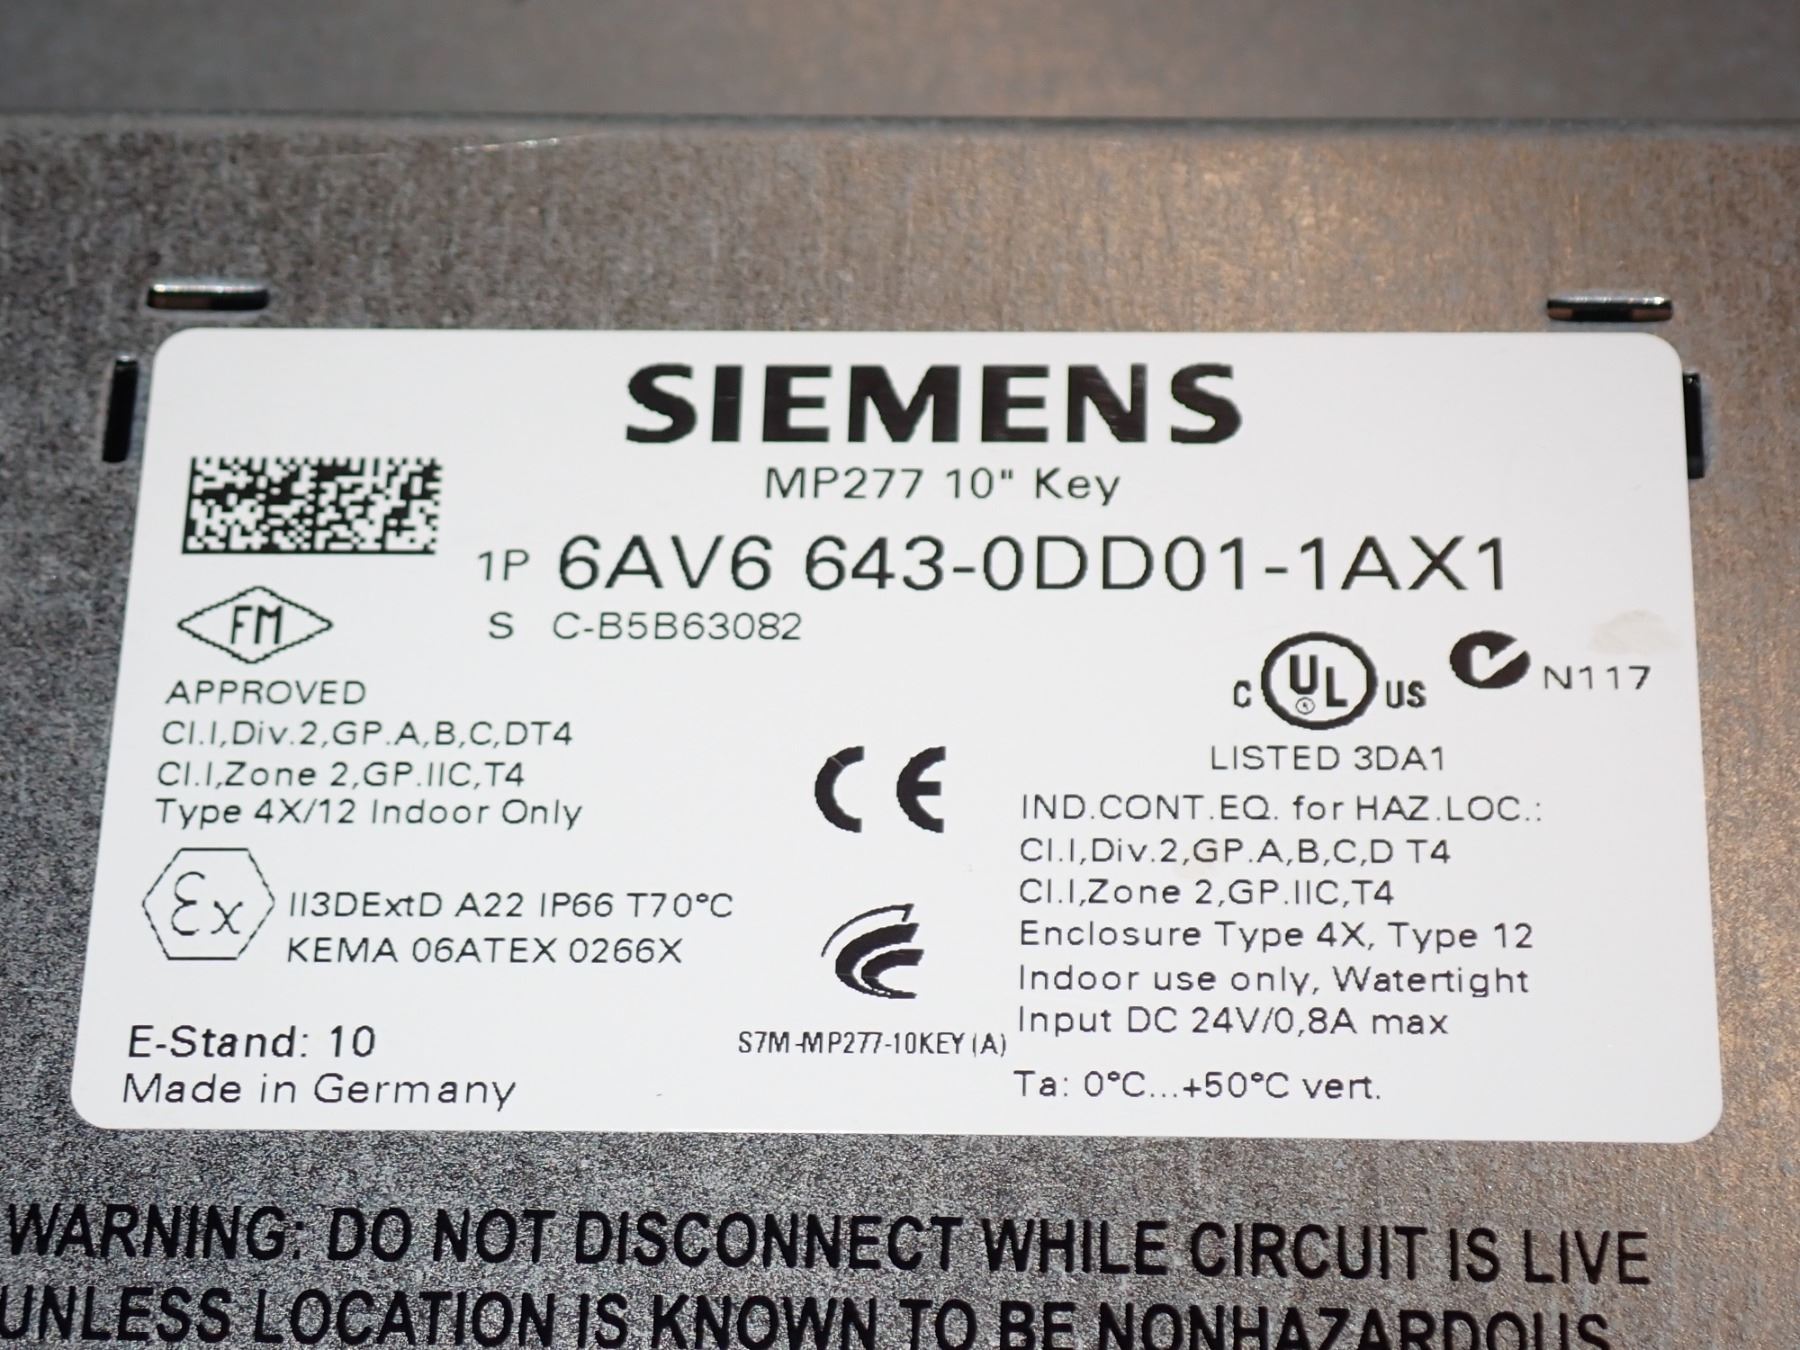 SIEMENS
MP277 10" Key
1P 6AV6 643-0DD01-1AX1
S C-B5B63082
FM
APPROVED
Cl.I,Div.2,GP.A,B,C,DT4
Cl.I,Zone 2,GP.IIC,T4
Type 4X/12 Indoor Only
Ex
II3DExtD A22 IP66 T70°C
KEMA 06ATEX 0266X
E-Stand: 10
Made in Germany
CE
S7M-MP277-10KEY(A)
C UL US
N117
LISTED 3DA1
IND.CONT.EQ. for HAZ.LOC.:
Cl.I,Div.2,GP.A,B,C,D T4
Cl.I,Zone 2,GP.IIC,T4
Enclosure Type 4X, Type 12
Indoor use only, Watertight
Input DC 24V/0,8A max
Ta: 0°C...+50°C vert.
WARNING: DO NOT DISCONNECT WHILE CIRCUIT IS LIVE
UNLESS LOCATION IS KNOWN TO BE NONHAZARDOUS